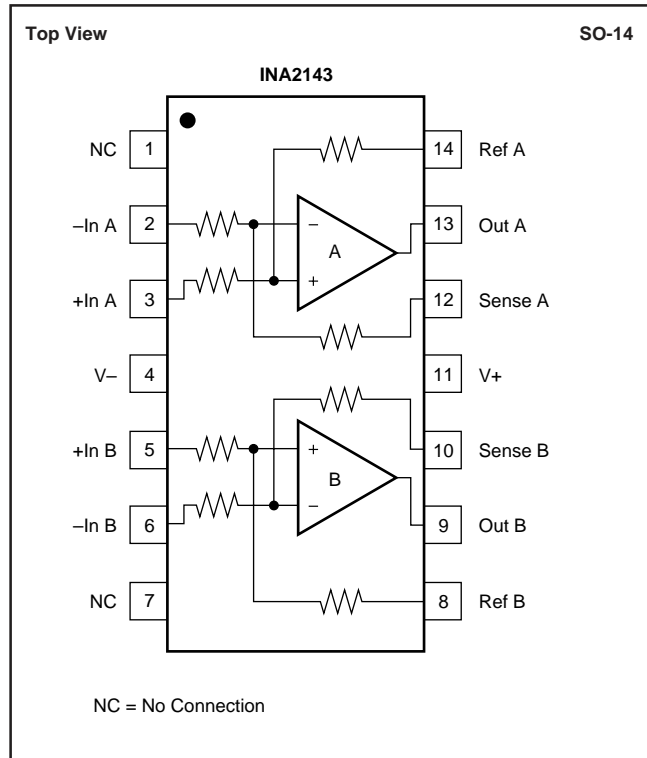 Top View SO-14
INA2143
NC 1 14 Ref A
–In A 2 – 13 Out A
A
+In A 3 + 12 Sense A
V– 4 11 V+
+In B 5 + 10 Sense B
B
–In B 6 – 9 Out B
NC 7 8 Ref B
NC = No Connection